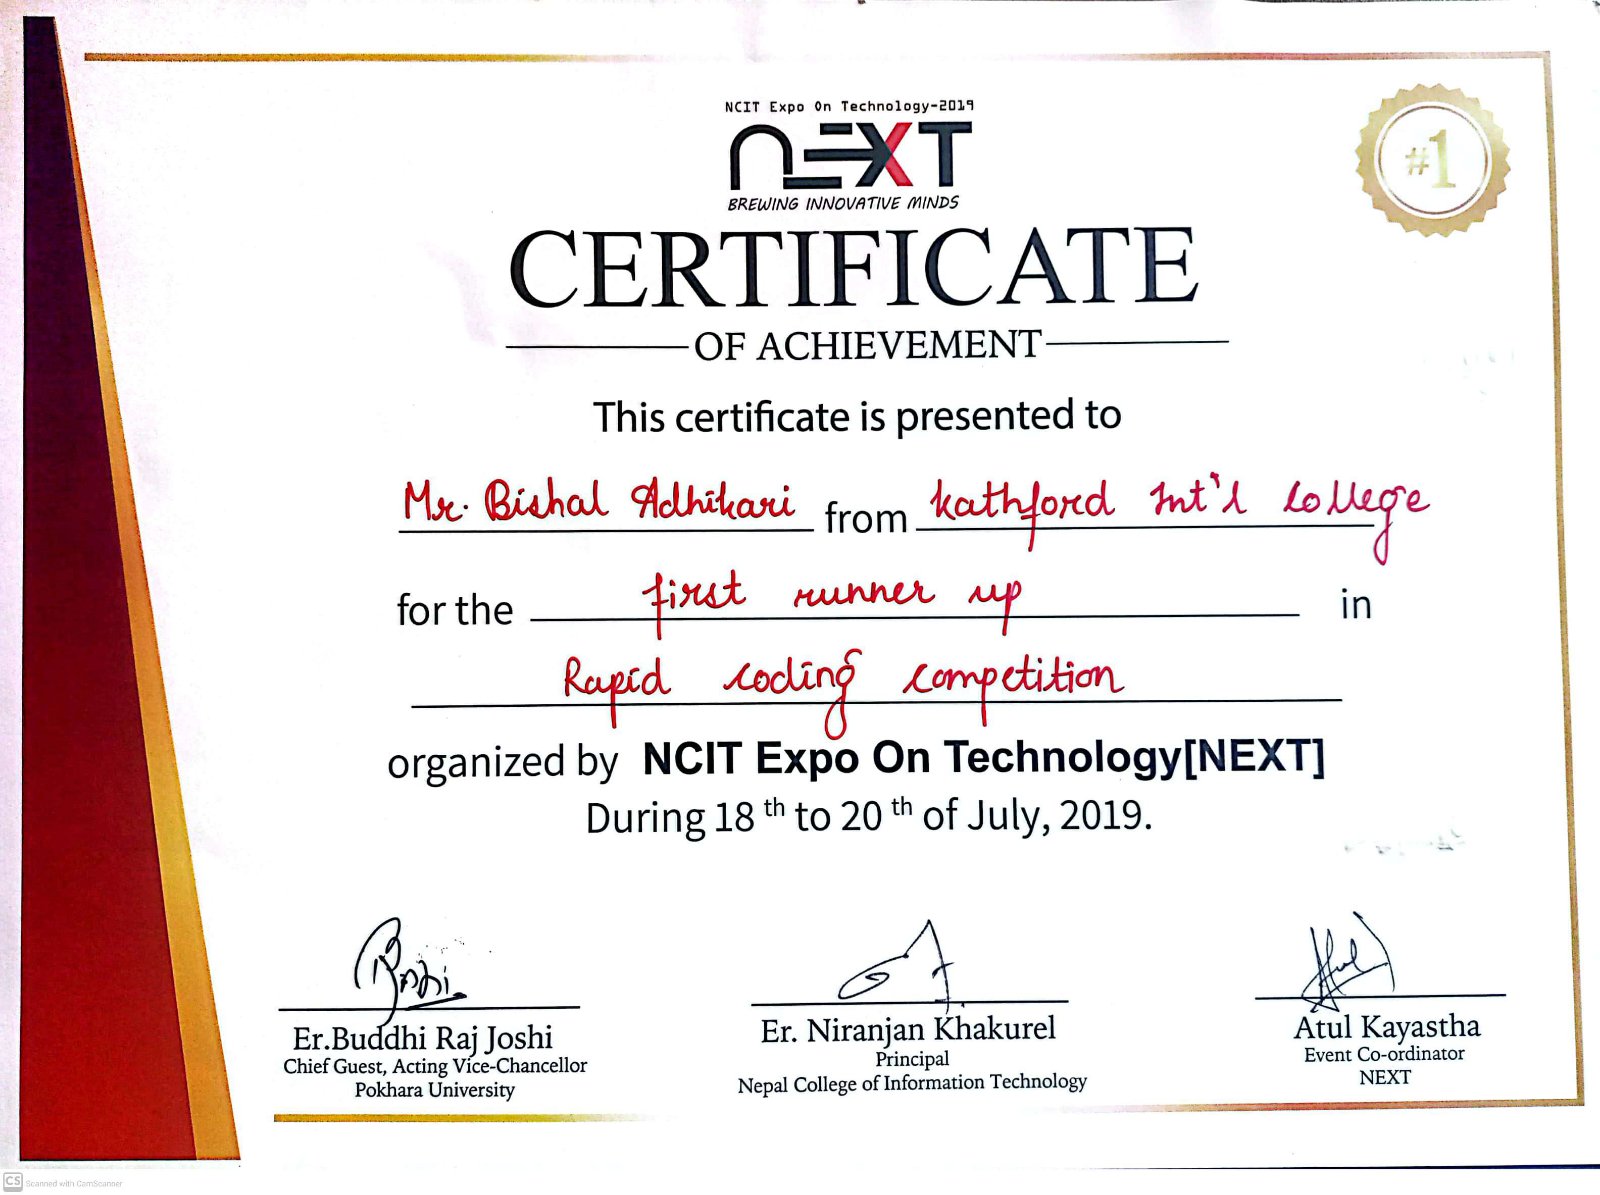 NCIT Expo On Technology-2019
NEXT
BREWING INNOVATIVE MINDS
#1
CERTIFICATE
OF ACHIEVEMENT
This certificate is presented to
Mr. Bishal Adhikari from Kathford Int'l College
for the first runner up in
Rapid coding competition
organized by NCIT Expo On Technology[NEXT]
During 18 th to 20 th of July, 2019.
Er.Buddhi Raj Joshi
Chief Guest, Acting Vice-Chancellor
Pokhara University
Er. Niranjan Khakurel
Principal
Nepal College of Information Technology
Atul Kayastha
Event Co-ordinator
NEXT
CS Scanned with CamScanner